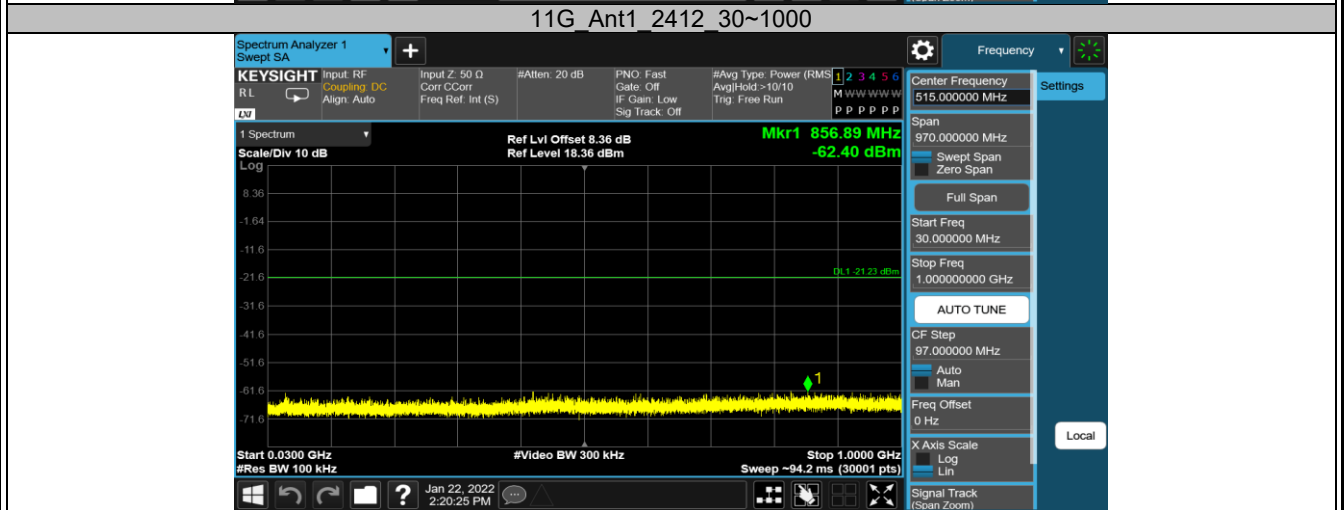 11G_Ant1_2412_30~1000
Spectrum Analyzer 1
Swept SA
Frequency
KEYSIGHT
RL
LXI
Input: RF
Coupling: DC
Align: Auto
Input Z: 50 Ω
Corr CCorr
Freq Ref: Int (S)
#Atten: 20 dB
PNO: Fast
Gate: Off
IF Gain: Low
Sig Track: Off
#Avg Type: Power (RMS
Avg|Hold:>10/10
Trig: Free Run
1 2 3 4 5 6
M W W W W W
P P P P P P
1 Spectrum
Scale/Div 10 dB
Log
Ref Lvl Offset 8.36 dB
Ref Level 18.36 dBm
Mkr1 856.89 MHz
-62.40 dBm
8.36
-1.64
-11.6
-21.6
DL1 -21.23 dBm
-31.6
-41.6
-51.6
1
-61.6
-71.6
Start 0.0300 GHz
#Res BW 100 kHz
#Video BW 300 kHz
Stop 1.0000 GHz
Sweep ~94.2 ms (30001 pts)
Jan 22, 2022
2:20:25 PM
Center Frequency
515.000000 MHz
Settings
Span
970.000000 MHz
Swept Span
Zero Span
Full Span
Start Freq
30.000000 MHz
Stop Freq
1.000000000 GHz
AUTO TUNE
CF Step
97.000000 MHz
Auto
Man
Freq Offset
0 Hz
Local
X Axis Scale
Log
Lin
Signal Track
(Span Zoom)